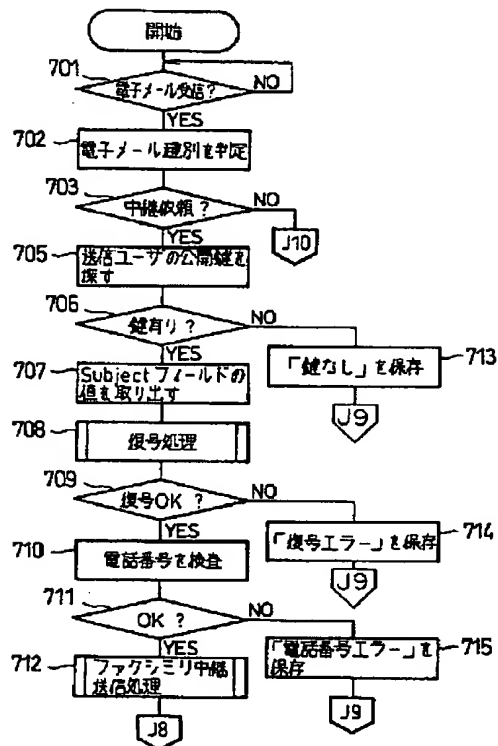 開始
701
電子メール受信?
NO
YES
702
電子メール種別を判定
703
中継依頼?
NO
YES
J10
705
送信ユーザの公開鍵を
探す
706
鍵有り?
NO
YES
707
Subjectフィールドの
値を取り出す
「鍵なし」を保存
713
J9
708
復号処理
709
復号OK?
NO
YES
710
電話番号を検査
「復号エラー」を保存
714
J9
711
OK?
NO
YES
712
ファクシミリ中継
送信処理
「電話番号エラー」を
保存
715
J8
J9